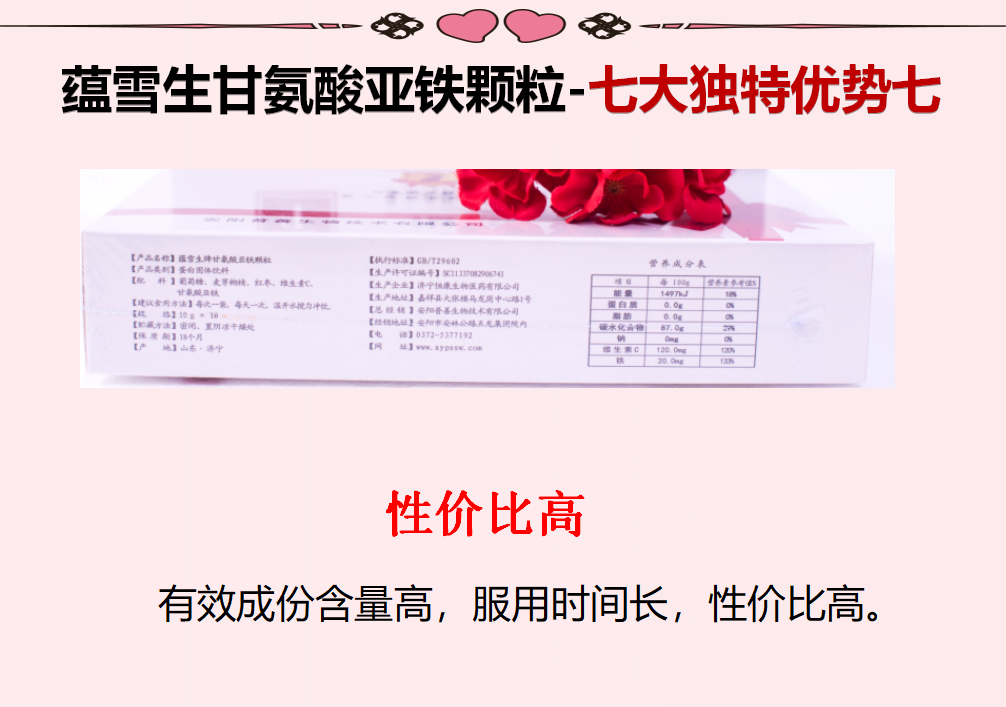 蕴雪生甘氨酸亚铁颗粒-七大独特优势七
【产品名称】蕴雪生牌甘氨酸亚铁颗粒
【产品类别】蛋白固体饮料
【配　料】葡萄糖、麦芽糊精、红枣、维生素C、
甘氨酸亚铁
【建议食用方法】每次一袋，每天一次，温开水搅匀冲饮。
【规　格】10g × 10
【贮藏方法】密闭、置阴凉干燥处
【保 质 期】18个月
【产　地】山东·济宁
【执行标准】GB/T29602
【生产许可证编号】SC11337082906741
【生产企业】济宁恒康生物医药有限公司
【生产地址】嘉祥县大张楼马龙岗中心路1号
【总 经 销】安阳普善生物技术有限公司
【经销地址】安阳市安林公路五龙集团院内
【电　话】0372-5377192
【网　址】www.aypssw.com
营养成分表
项目 每 100g 营养素参考值%
能量 1497kJ 18%
蛋白质 0.0g 0%
脂肪 0.0g 0%
碳水化合物 87.0g 29%
钠 0mg 0%
维生素C 120.0mg 120%
铁 20.0mg 133%
性价比高
有效成份含量高，服用时间长，性价比高。